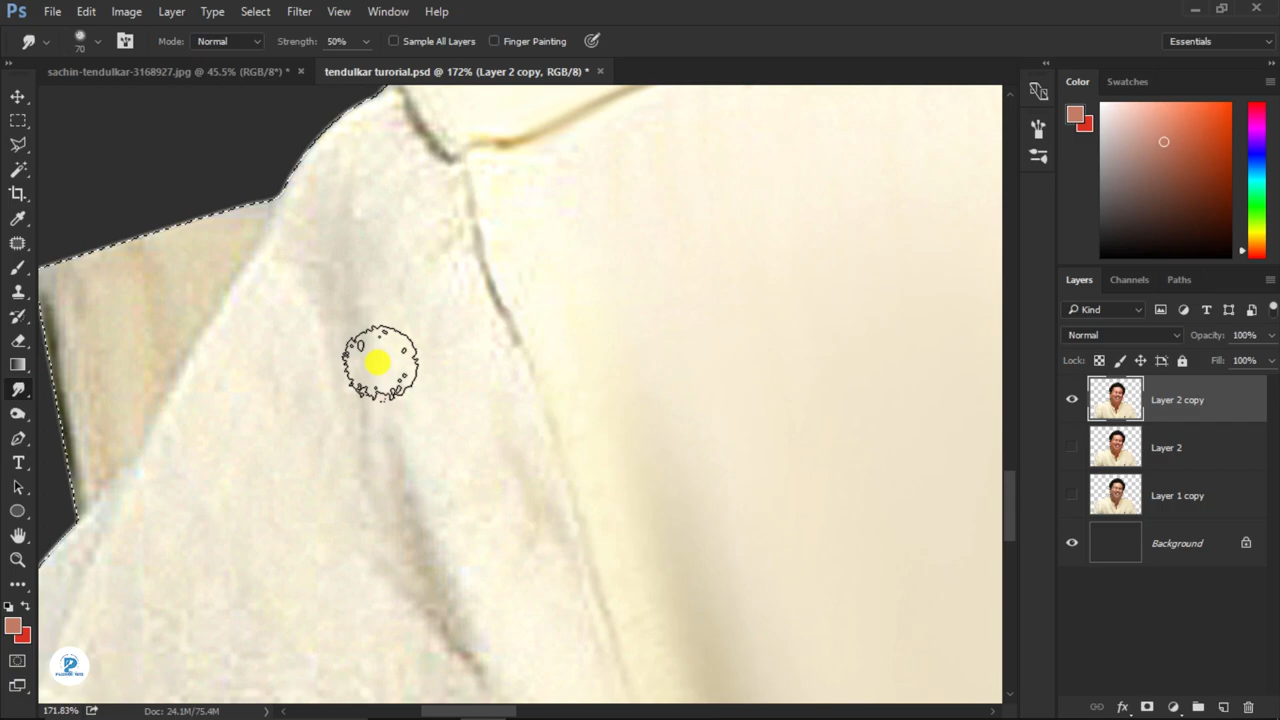 Ps File Edit Image Layer Type Select Filter View Window Help
70 Mode: Normal Strength: 50% Sample All Layers Finger Painting Essentials
sachin-tendulkar-3168927.jpg @ 45.5% (RGB/8*) * × tendulkar turorial.psd @ 172% (Layer 2 copy, RGB/8) * ×
Color Swatches
Layers Channels Paths
Kind
Normal Opacity: 100%
Lock: Fill: 100%
Layer 2 copy
Layer 2
Layer 1 copy
Background
171.83% Doc: 24.1M/75.4M